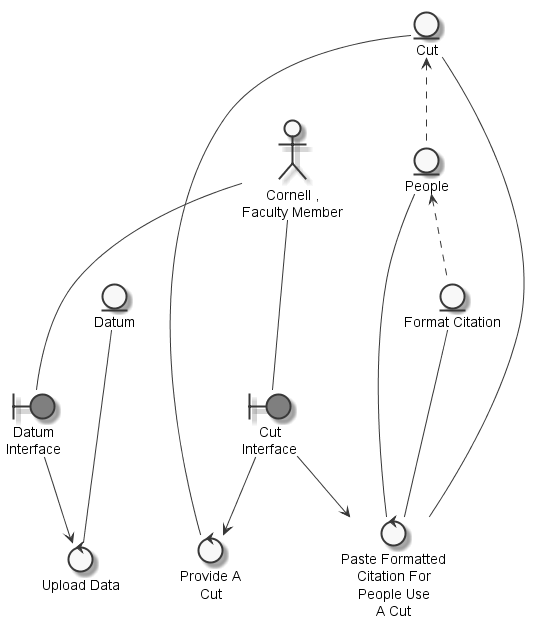 Cut
Cornell ,
Faculty Member
People
Datum
Format Citation
Datum
Interface
Cut
Interface
Upload Data
Provide A
Cut
Paste Formatted
Citation For
People Use
A Cut